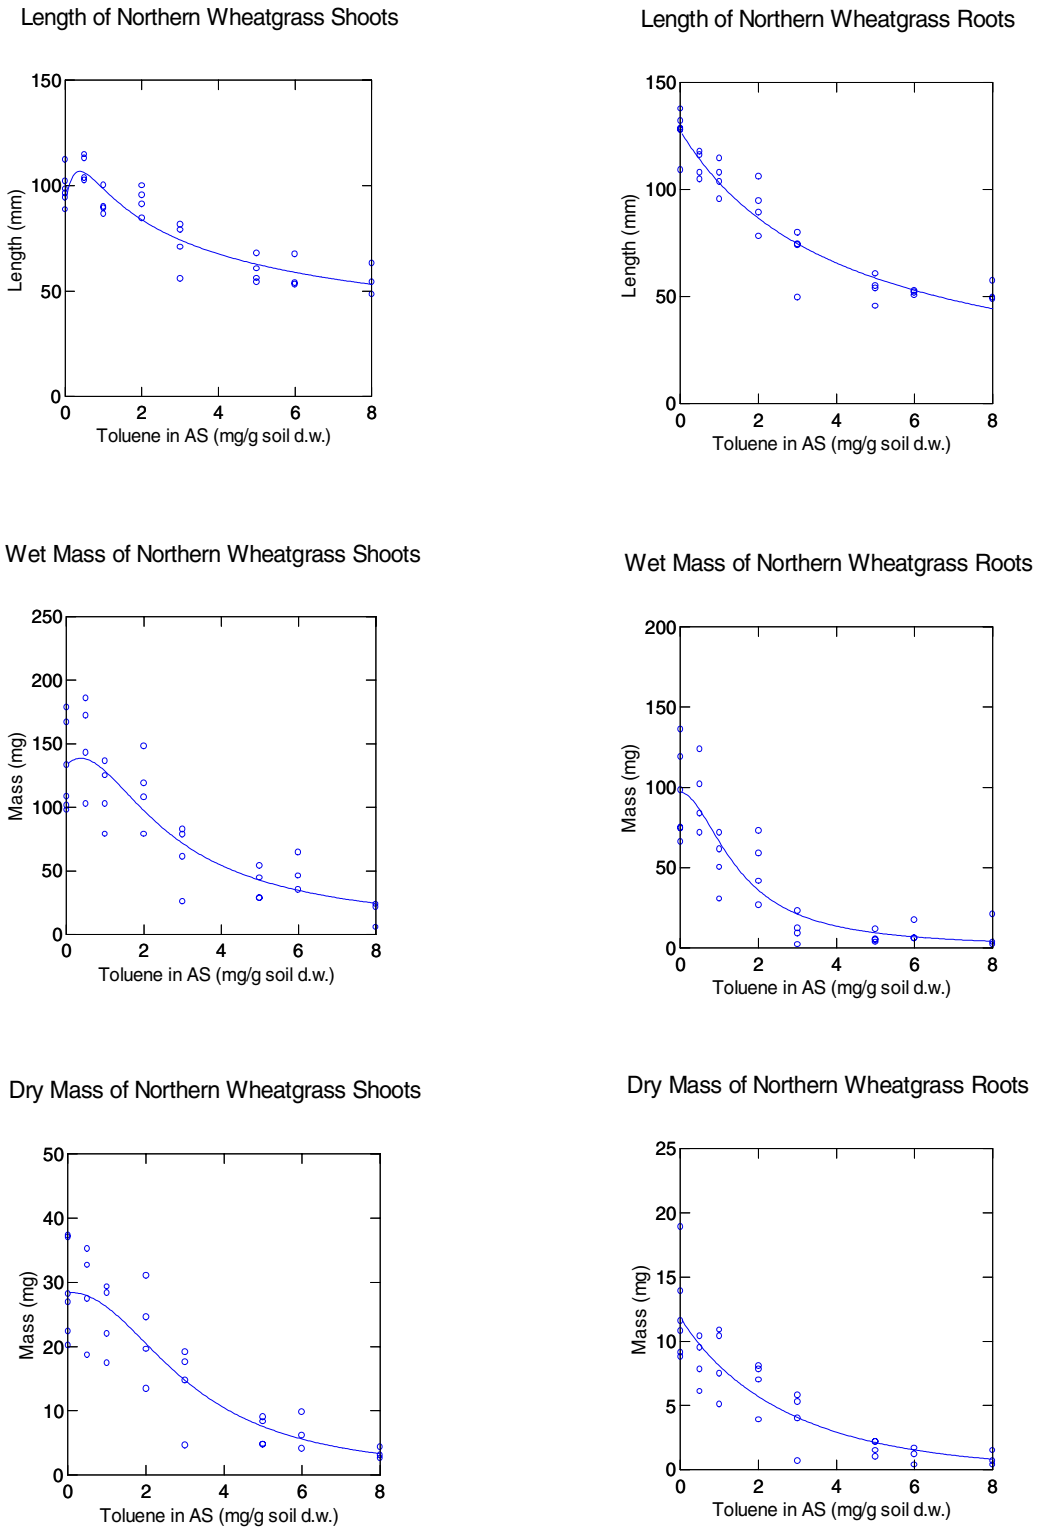 Length of Northern Wheatgrass Shoots
150
100
50
0
Length (mm)
0 2 4 6 8
Toluene in AS (mg/g soil d.w.)
Length of Northern Wheatgrass Roots
150
100
50
0
Length (mm)
0 2 4 6 8
Toluene in AS (mg/g soil d.w.)
Wet Mass of Northern Wheatgrass Shoots
250
200
150
100
50
0
Mass (mg)
0 2 4 6 8
Toluene in AS (mg/g soil d.w.)
Wet Mass of Northern Wheatgrass Roots
200
150
100
50
0
Mass (mg)
0 2 4 6 8
Toluene in AS (mg/g soil d.w.)
Dry Mass of Northern Wheatgrass Shoots
50
40
30
20
10
0
Mass (mg)
0 2 4 6 8
Toluene in AS (mg/g soil d.w.)
Dry Mass of Northern Wheatgrass Roots
25
20
15
10
5
0
Mass (mg)
0 2 4 6 8
Toluene in AS (mg/g soil d.w.)